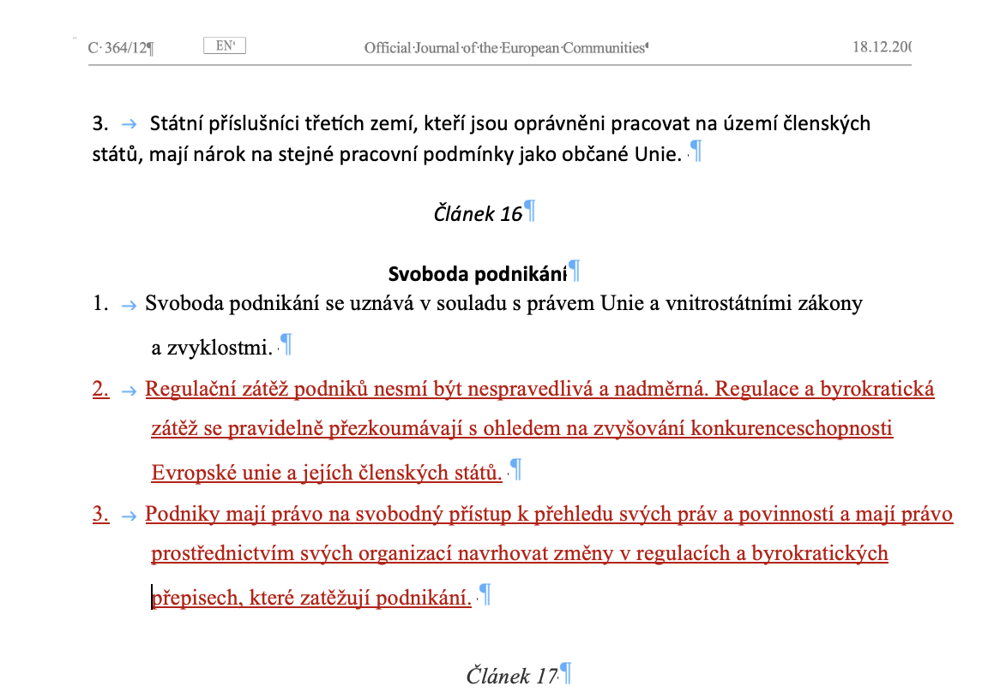 C 364/12 EN Official Journal of the European Communities 18.12.200
3. Státní příslušníci třetích zemí, kteří jsou oprávněni pracovat na území členských
států, mají nárok na stejné pracovní podmínky jako občané Unie.
Článek 16
Svoboda podnikání
1. Svoboda podnikání se uznává v souladu s právem Unie a vnitrostátními zákony
a zvyklostmi.
2. Regulační zátěž podniků nesmí být nespravedlivá a nadměrná. Regulace a byrokratická
zátěž se pravidelně přezkoumávají s ohledem na zvyšování konkurenceschopnosti
Evropské unie a jejích členských států.
3. Podniky mají právo na svobodný přístup k přehledu svých práv a povinností a mají právo
prostřednictvím svých organizací navrhovat změny v regulacích a byrokratických
přepisech, které zatěžují podnikání.
Článek 17